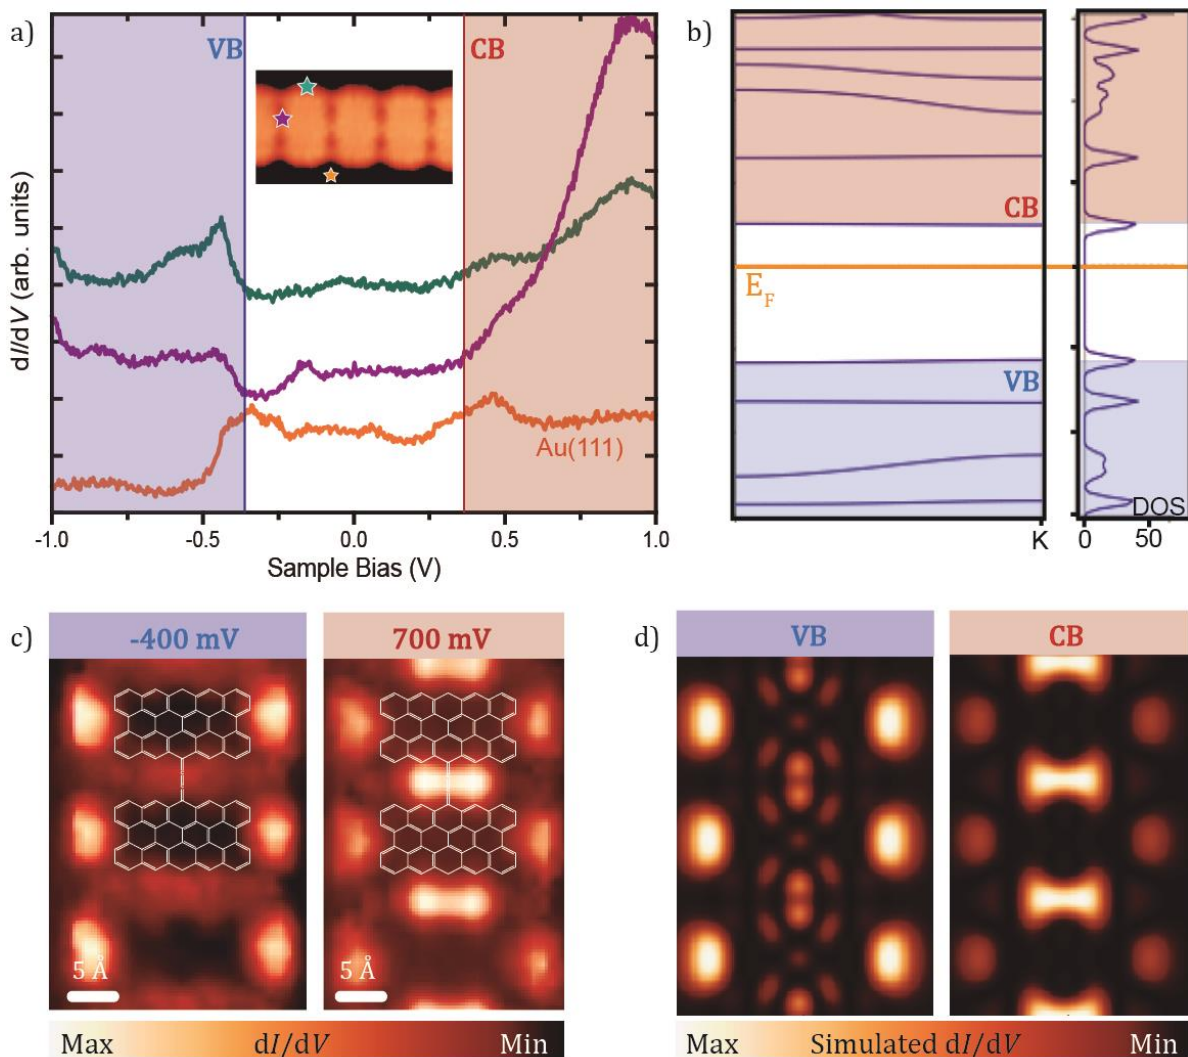 a)
VB
CB
dI/dV (arb. units)
Au(111)
-1.0
-0.5
0.0
0.5
1.0
Sample Bias (V)
b)
CB
E_F
VB
K
DOS
0
50
c)
-400 mV
700 mV
5 Å
5 Å
Max dI/dV Min
d)
VB
CB
Max Simulated dI/dV Min